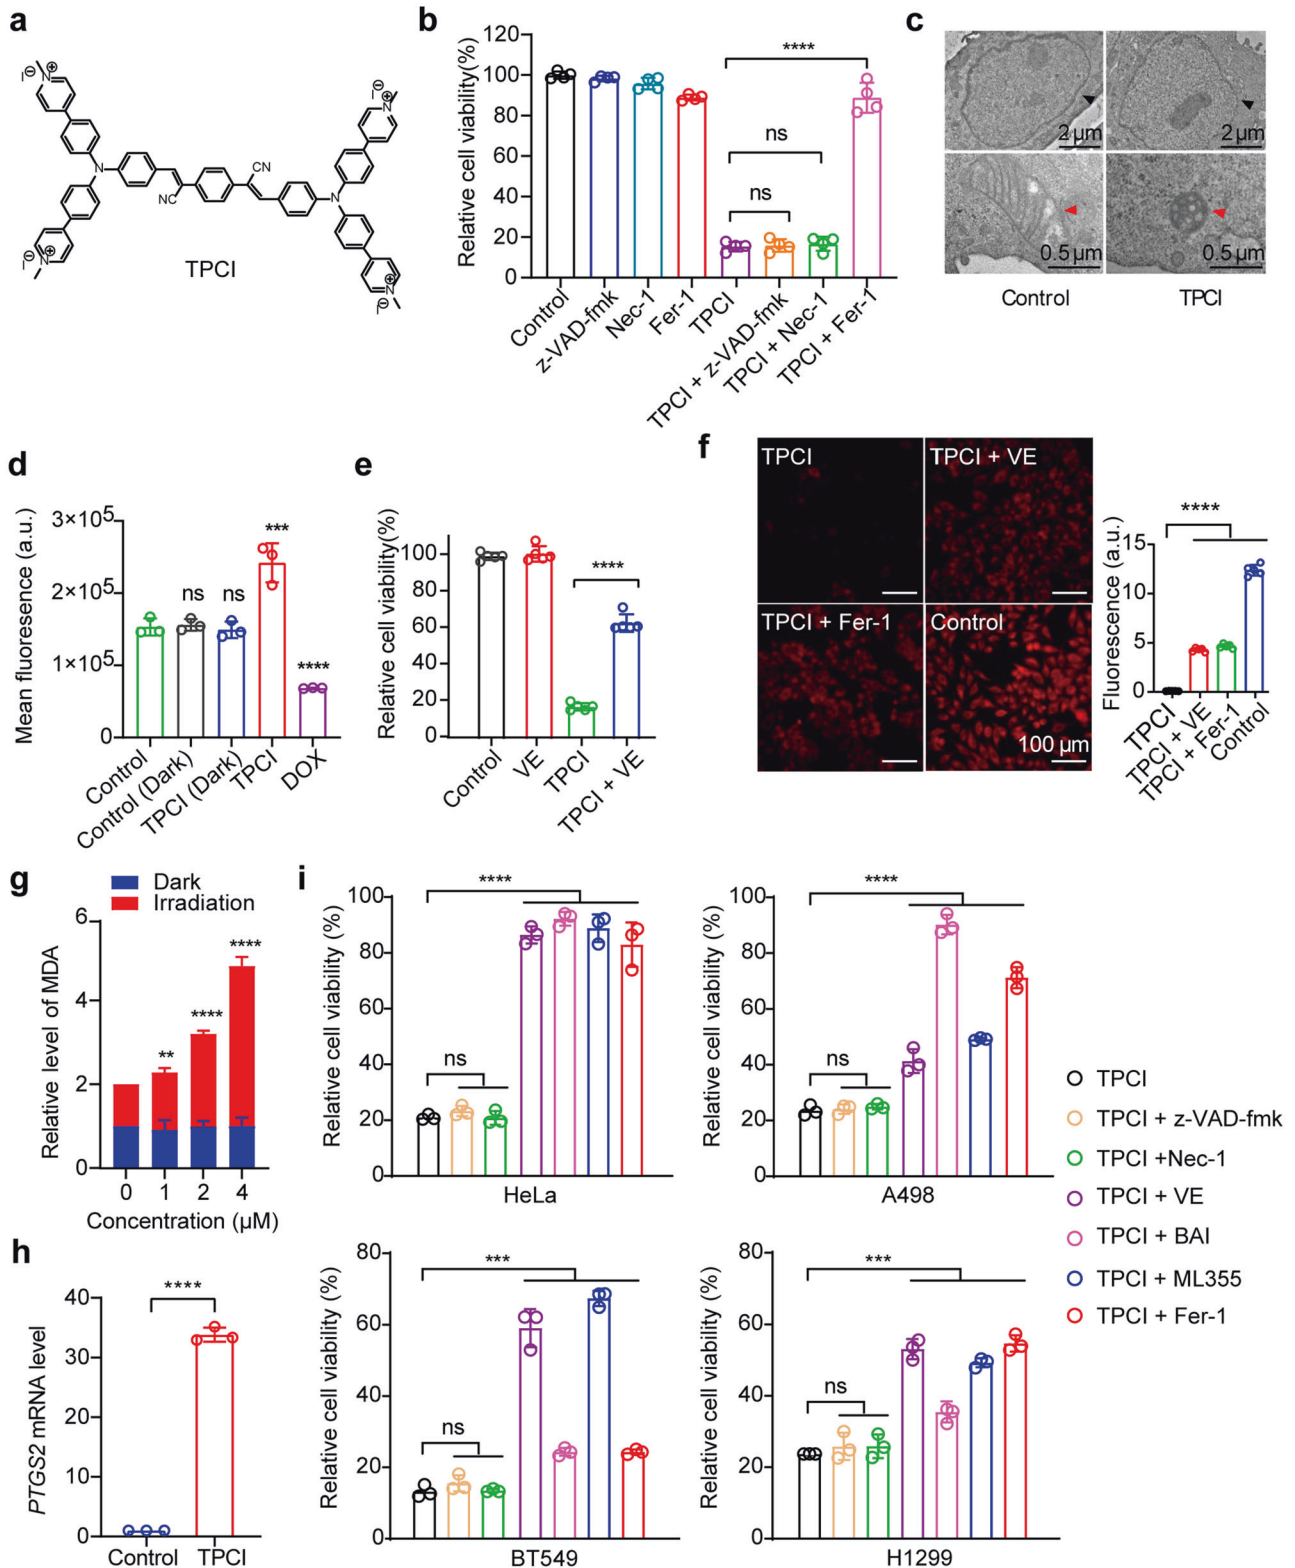 a
I⊖
N⊕
I⊖
N⊕
N
CN
NC
N
I⊖
N⊕
I⊖
N⊕
TPCI
b
Relative cell viability(%)
120
100
80
60
40
20
0
****
ns
ns
Control
z-VAD-fmk
Nec-1
Fer-1
TPCI
TPCI + z-VAD-fmk
TPCI + Nec-1
TPCI + Fer-1
c
2 µm
2 µm
0.5 µm
0.5 µm
Control
TPCI
d
Mean fluoresence (a.u.)
3×10⁵
2×10⁵
1×10⁵
0
ns
ns
***
****
Control
Control (Dark)
TPCI (Dark)
TPCI
DOX
e
Relative cell viability(%)
100
80
60
40
20
0
****
Control
VE
TPCI
TPCI + VE
f
TPCI
TPCI + VE
TPCI + Fer-1
Control
100 µm
Fluorescence (a.u.)
15
10
5
0
****
TPCI
TPCI + VE
TPCI + Fer-1
Control
g
Dark
Irradiation
Relative level of MDA
6
4
2
0
**
****
****
0
1
2
4
Concentration (µM)
h
PTGS2 mRNA level
40
30
20
10
0
****
Control
TPCI
i
Relative cell viability (%)
100
80
60
40
20
0
ns
****
HeLa
Relative cell viability (%)
100
80
60
40
20
0
ns
****
A498
Relative cell viability (%)
80
60
40
20
0
ns
***
BT549
Relative cell viability (%)
80
60
40
20
0
ns
***
H1299
TPCI
TPCI + z-VAD-fmk
TPCI +Nec-1
TPCI + VE
TPCI + BAI
TPCI + ML355
TPCI + Fer-1